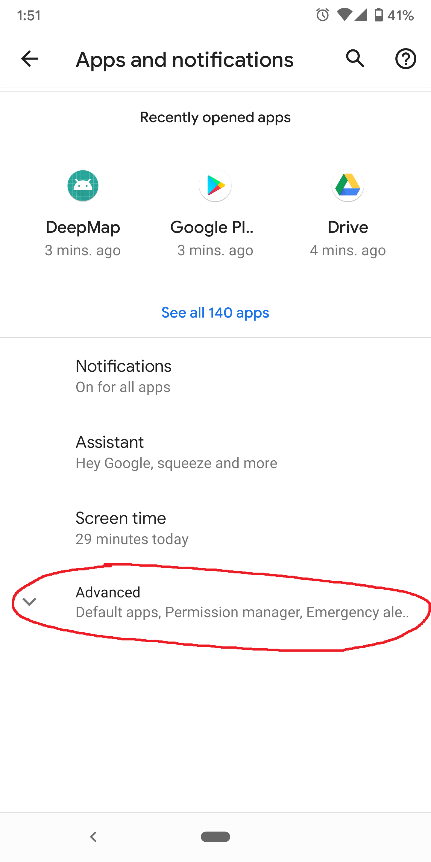 1:51
41%
Apps and notifications
Recently opened apps
DeepMap
Google Pl..
Drive
3 mins. ago
3 mins. ago
4 mins. ago
See all 140 apps
Notifications
On for all apps
Assistant
Hey Google, squeeze and more
Screen time
29 minutes today
Advanced
Default apps, Permission manager, Emergency ale..